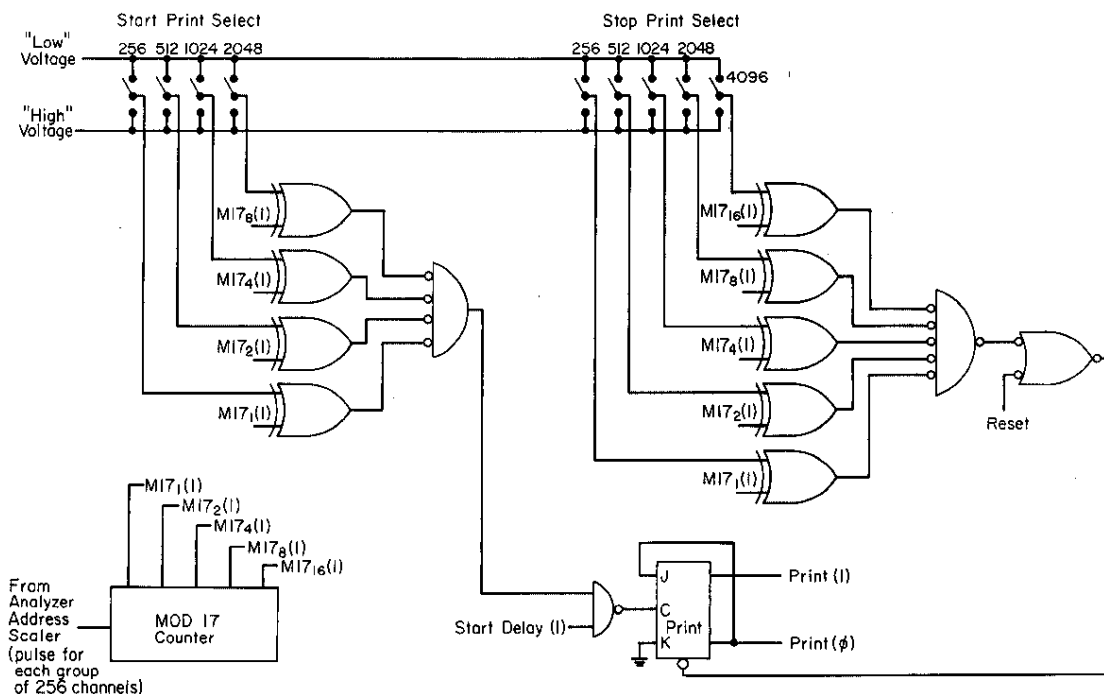 Start Print Select
Stop Print Select
"Low"
Voltage
256 512 1024 2048
256 512 1024 2048
4096
"High"
Voltage
M17₈(1)
M17₄(1)
M17₂(1)
M17₁(1)
M17₁₆(1)
M17₈(1)
M17₄(1)
M17₂(1)
M17₁(1)
Reset
M17₁(1)
M17₂(1)
M17₄(1)
M17₈(1)
M17₁₆(1)
From
Analyzer
Address
Scaler
(pulse for
each group
of 256 channels)
MOD 17
Counter
Start Delay (1)
J
C
Print
K
Print (1)
Print (ϕ)